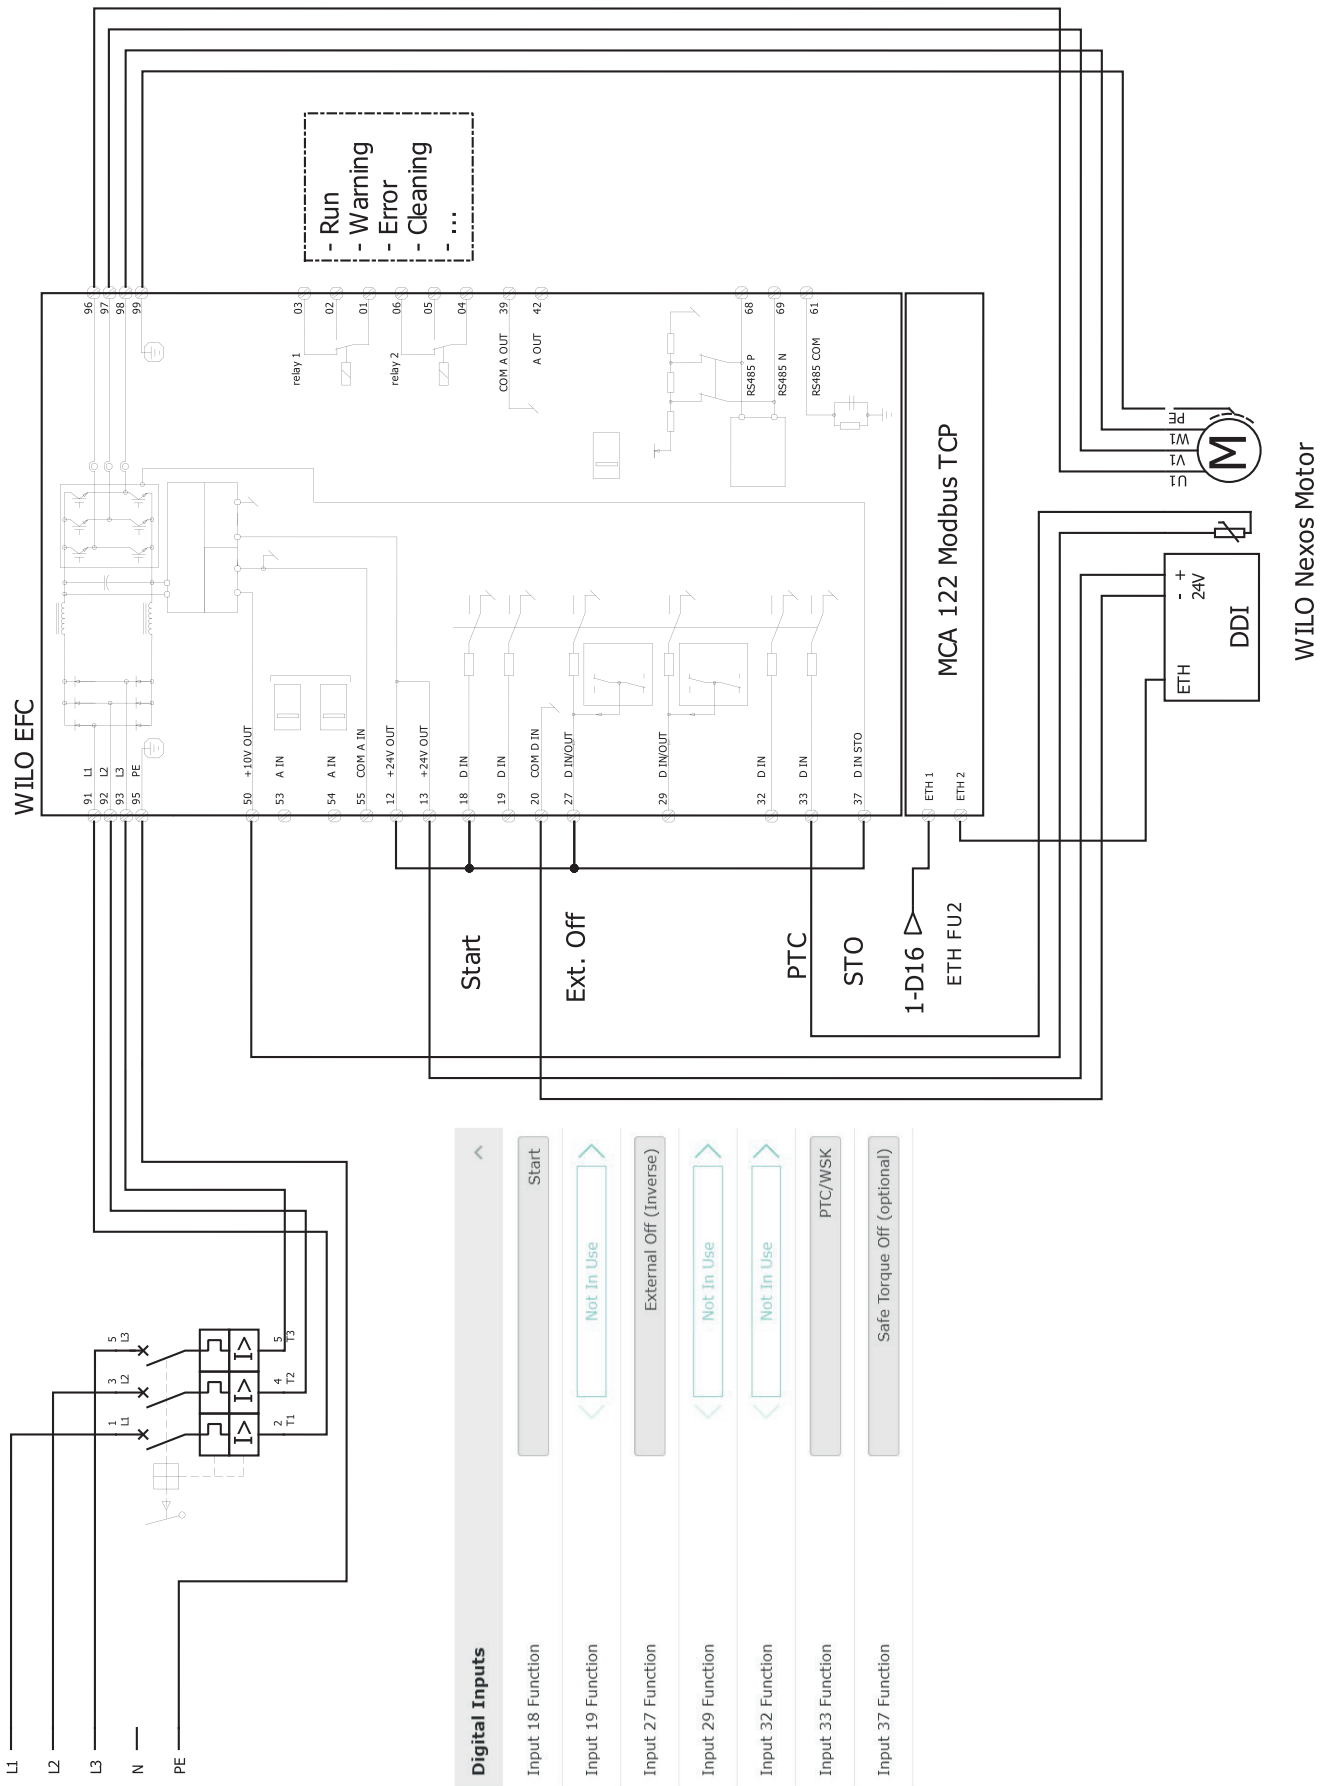 L1
L2
L3
N
PE
1
L1
3
L2
5
L3
I>
I>
I>
2
T1
4
T2
5
T3
WILO EFC
91 L1
92 L2
93 L3
95 PE
50 +10V OUT
53 A IN
54 A IN
55 COM A IN
12 +24V OUT
13 +24V OUT
18 D IN
19 D IN
20 COM D IN
27 D IN/OUT
29 D IN/OUT
32 D IN
33 D IN
37 D IN STO
ETH 1
ETH 2
MCA 122 Modbus TCP
96
97
98
99
relay 1
03
02
01
relay 2
06
05
04
COM A OUT 39
A OUT 42
RS485 P 68
RS485 N 69
RS485 COM 61
- Run
- Warning
- Error
- Cleaning
- ...
Start
Ext. Off
PTC
STO
1-D16
ETH FU2
U1
V1
W1
PE
M
ETH
DDI
- +
24V
WILO Nexos Motor
Digital Inputs
Input 18 Function Start
Input 19 Function Not In Use
Input 27 Function External Off (Inverse)
Input 29 Function Not In Use
Input 32 Function Not In Use
Input 33 Function PTC/WSK
Input 37 Function Safe Torque Off (optional)